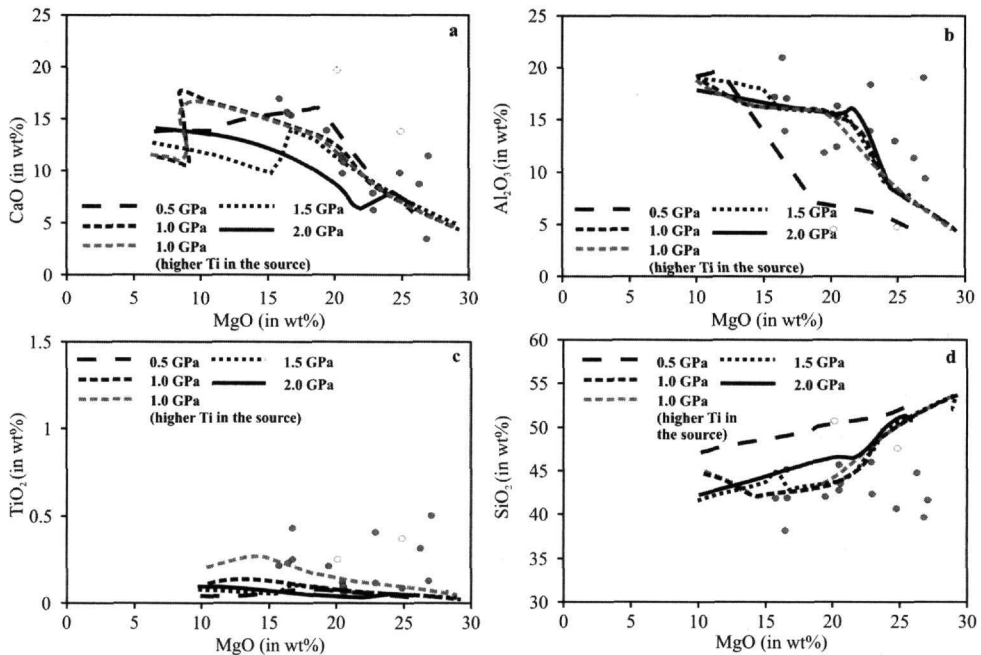 a
CaO (in wt%)
25
20
15
10
5
0
0.5 GPa 1.5 GPa
1.0 GPa 2.0 GPa
1.0 GPa
(higher Ti in the source)
0 5 10 15 20 25 30
MgO (in wt%)
b
Al₂O₃ (in wt%)
25
20
15
10
5
0
0.5 GPa 1.5 GPa
1.0 GPa 2.0 GPa
1.0 GPa
(higher Ti in the source)
0 5 10 15 20 25 30
MgO (in wt%)
c
TiO₂ (in wt%)
1.5
1
0.5
0
0.5 GPa 1.5 GPa
1.0 GPa 2.0 GPa
1.0 GPa
(higher Ti in the source)
0 5 10 15 20 25 30
MgO (in wt%)
d
SiO₂ (in wt%)
60
55
50
45
40
35
30
0.5 GPa 1.5 GPa
1.0 GPa 2.0 GPa
1.0 GPa
(higher Ti in
the source)
0 5 10 15 20 25 30
MgO (in wt%)